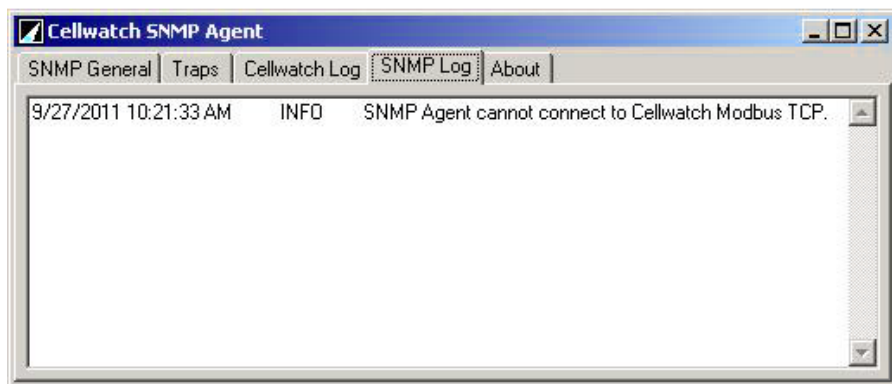 Cellwatch SNMP Agent
SNMP General Traps Cellwatch Log SNMP Log About
9/27/2011 10:21:33 AM INFO SNMP Agent cannot connect to Cellwatch Modbus TCP.